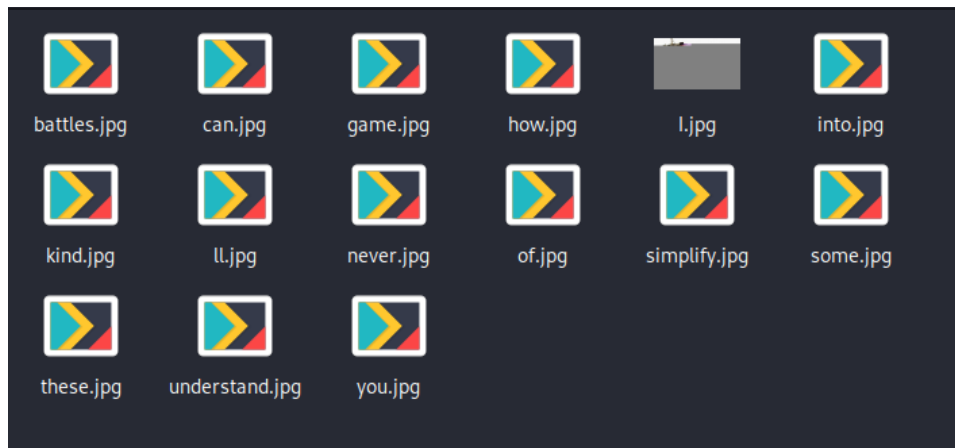 battles.jpg can.jpg game.jpg how.jpg I.jpg into.jpg
kind.jpg ll.jpg never.jpg of.jpg simplify.jpg some.jpg
these.jpg understand.jpg you.jpg